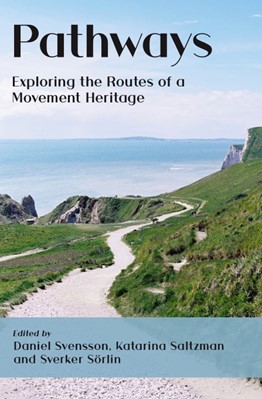 Pathways
Exploring the Routes of a
Movement Heritage
Edited by
Daniel Svensson, Katarina Saltzman
and Sverker Sörlin